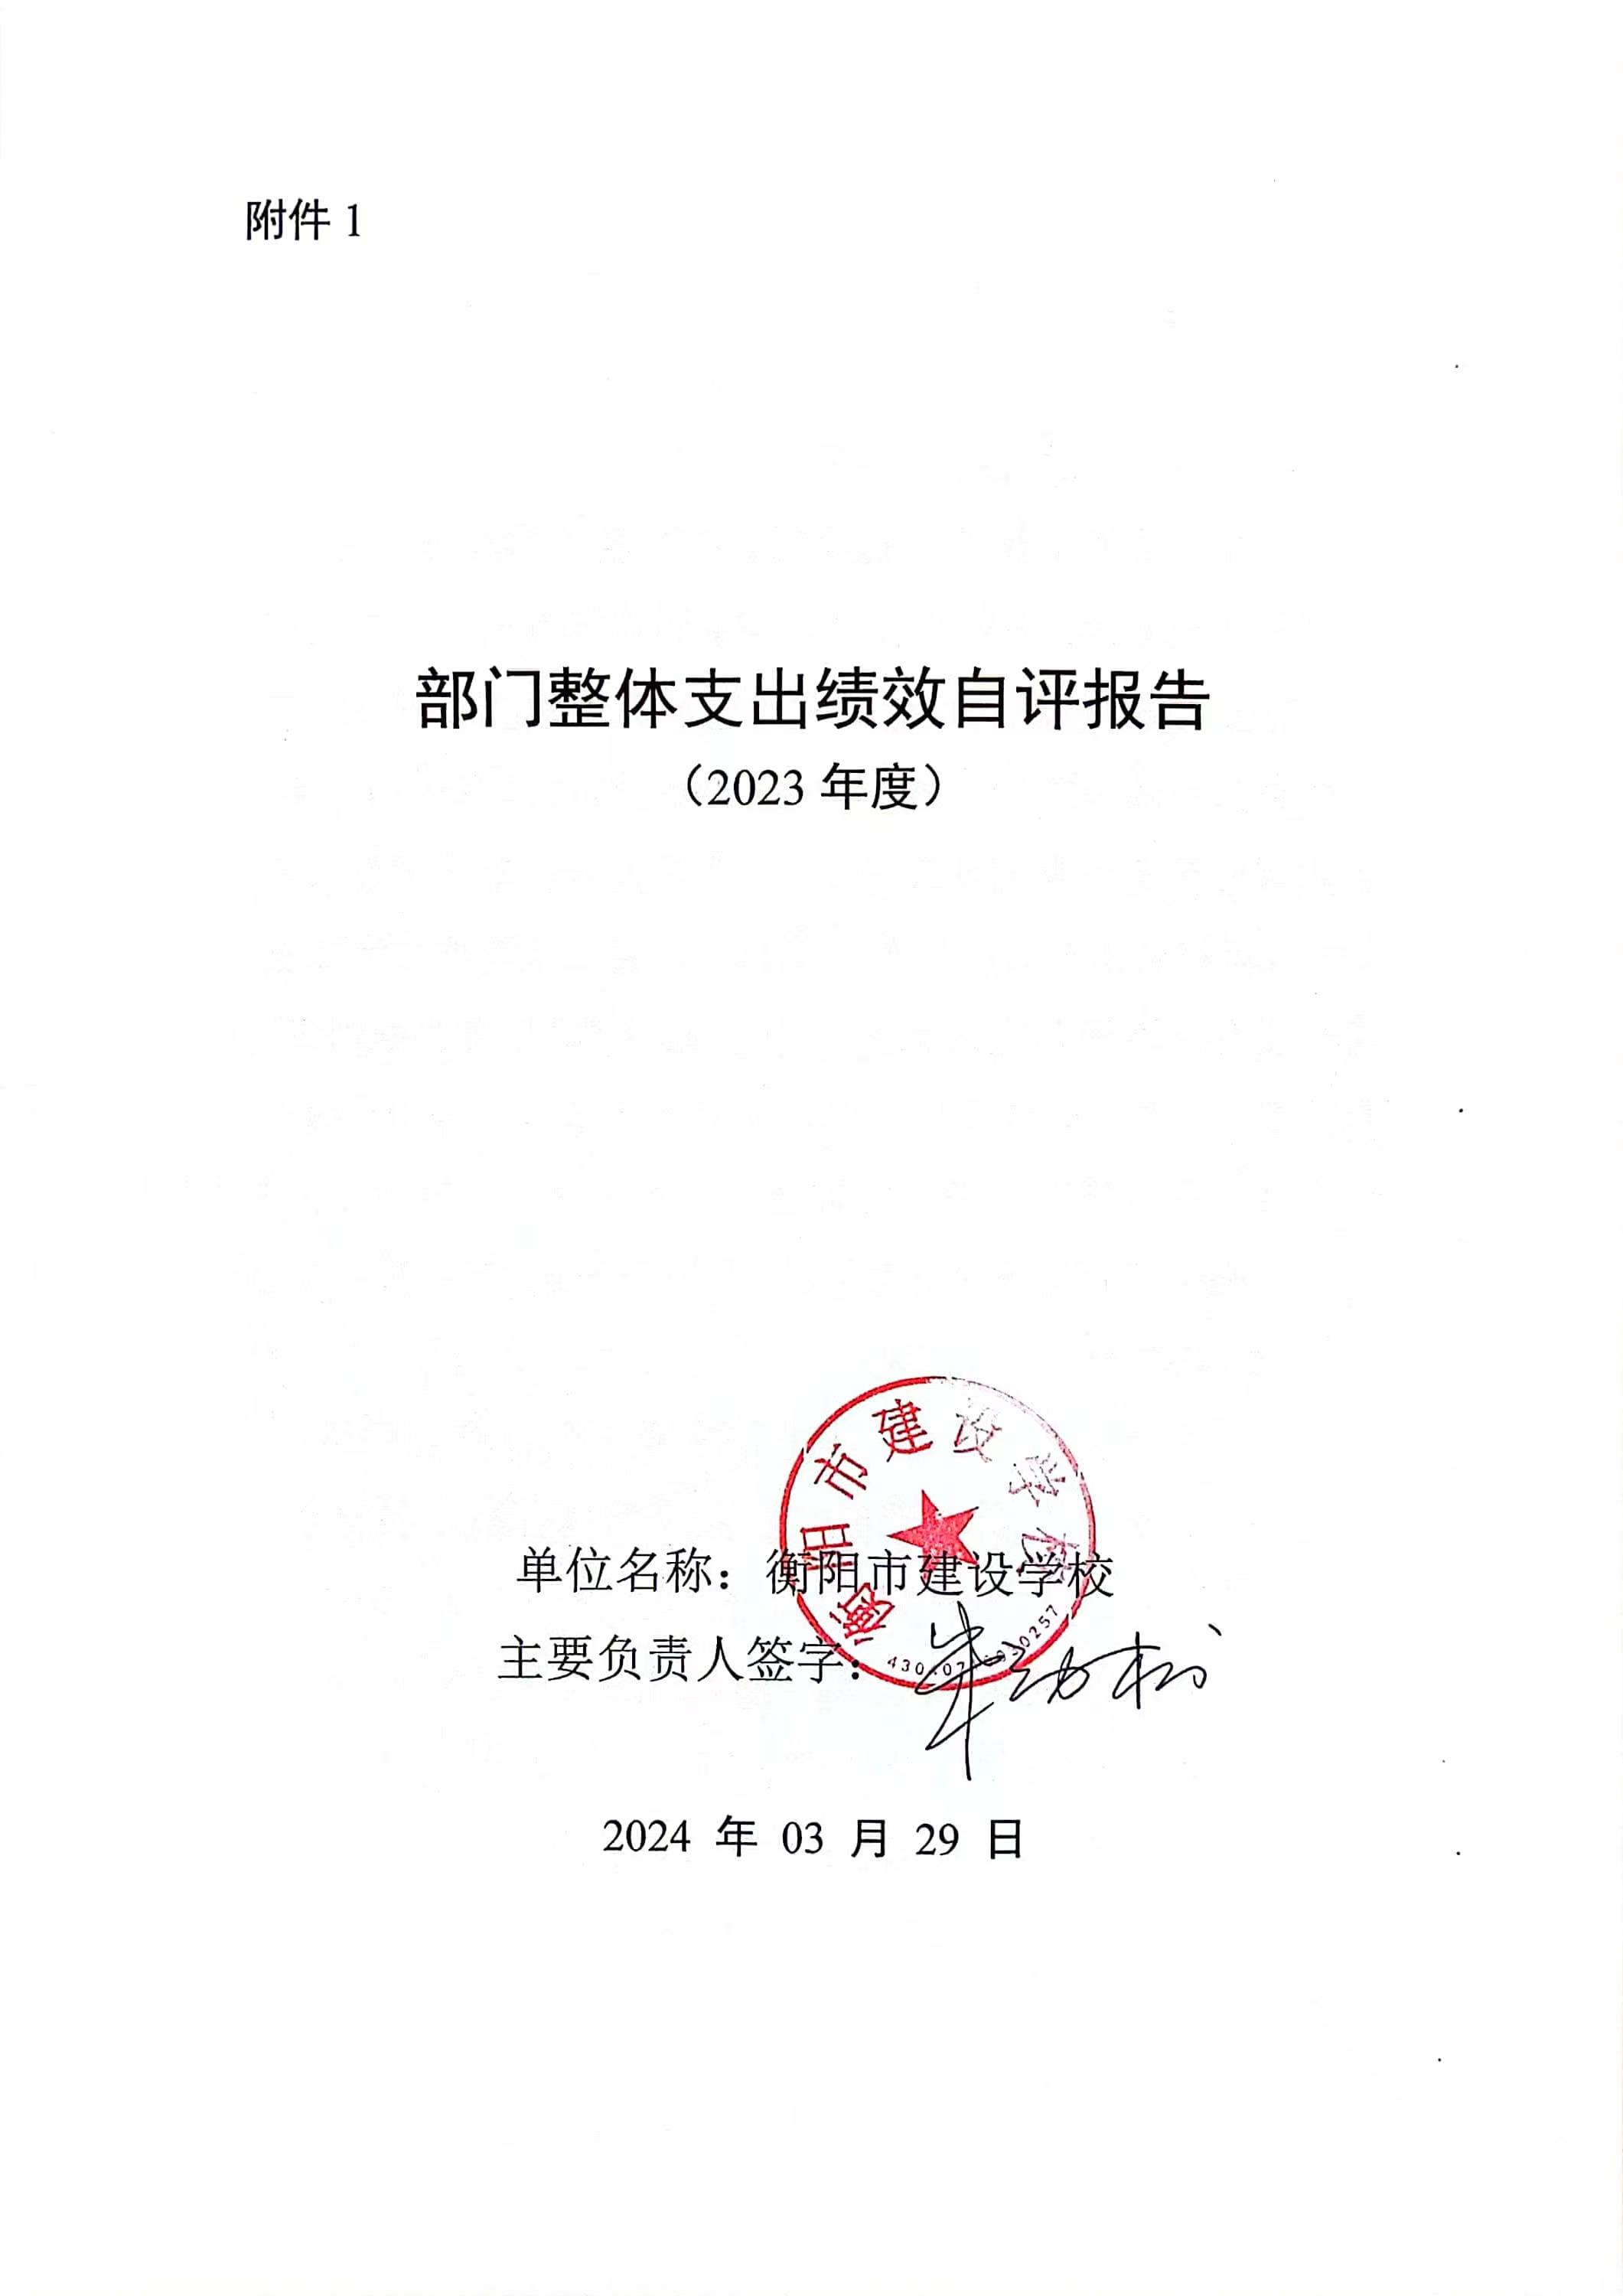 附件 1
部门整体支出绩效自评报告
（2023 年度）
衡阳市建设学校
单位名称：衡阳市建设学校
主要负责人签字：
2024 年 03 月 29 日